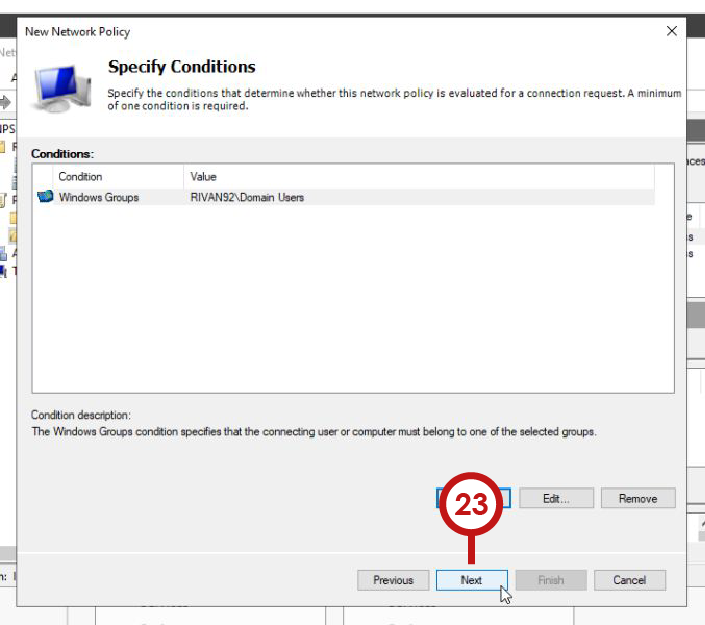 New Network Policy
Specify Conditions
Specify the conditions that determine whether this network policy is evaluated for a connection request. A minimum
of one condition is required.
Conditions:
Condition Value
Windows Groups RIVAN92\Domain Users
Condition description:
The Windows Groups condition specifies that the connecting user or computer must belong to one of the selected groups.
23
Edit... Remove
Previous Next Finish Cancel